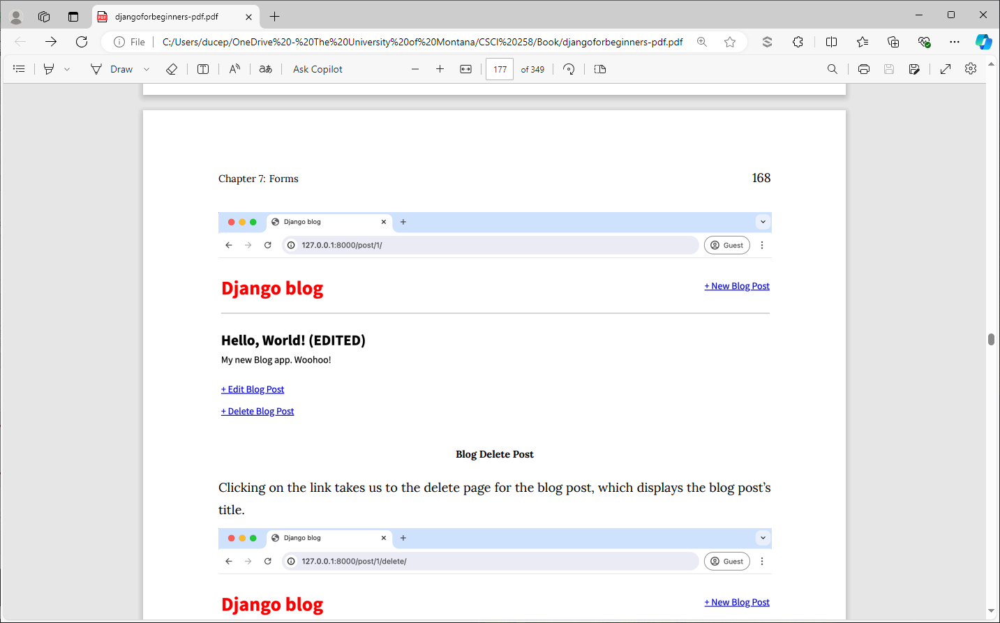 djangoforbeginners-pdf.pdf
File
C:/Users/ducep/OneDrive%20-%20The%20University%20of%20Montana/CSCI%20258/Book/djangoforbeginners-pdf.pdf
Draw
Ask Copilot
177 of 349
Chapter 7: Forms 168
Django blog
127.0.0.1:8000/post/1/ Guest
Django blog + New Blog Post
Hello, World! (EDITED)
My new Blog app. Woohoo!
+ Edit Blog Post
+ Delete Blog Post
Blog Delete Post
Clicking on the link takes us to the delete page for the blog post, which displays the blog post’s
title.
Django blog
127.0.0.1:8000/post/1/delete/ Guest
Django blog + New Blog Post